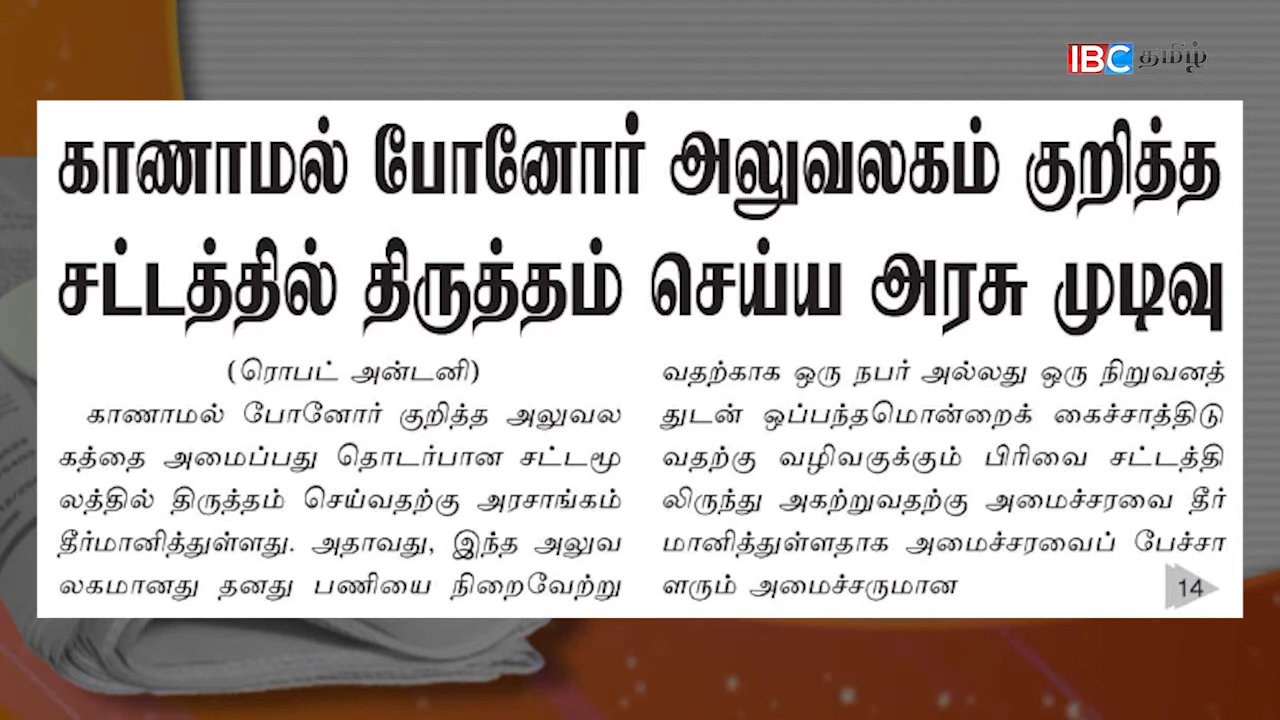 IBC தமிழ்
காணாமல் போனோர் அலுவலகம் குறித்த
சட்டத்தில் திருத்தம் செய்ய அரசு முடிவு
(ரொபட் அன்டனி)
காணாமல் போனோர் குறித்த அலுவல
கத்தை அமைப்பது தொடர்பான சட்டமூ
லத்தில் திருத்தம் செய்வதற்கு அரசாங்கம்
தீர்மானித்துள்ளது. அதாவது, இந்த அலுவ
லகமானது தனது பணியை நிறைவேற்று
வதற்காக ஒரு நபர் அல்லது ஒரு நிறுவனத்
துடன் ஒப்பந்தமொன்றைக் கைச்சாத்திடு
வதற்கு வழிவகுக்கும் பிரிவை சட்டத்தி
லிருந்து அகற்றுவதற்கு அமைச்சரவை தீர்
மானித்துள்ளதாக அமைச்சரவைப் பேச்சா
ளரும் அமைச்சருமான
14